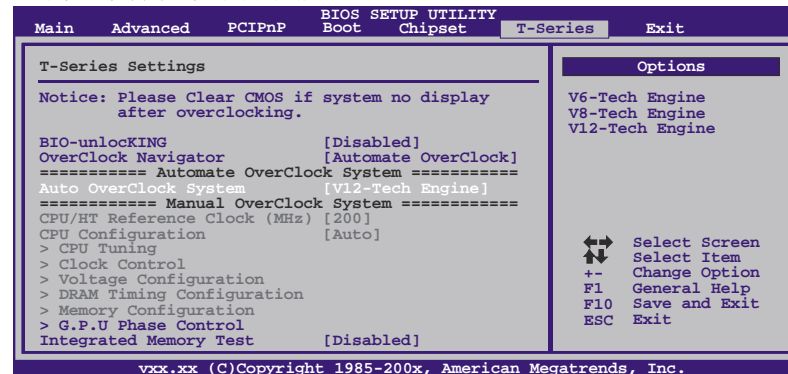 BIOS SETUP UTILITY
Main Advanced PCIPnP Boot Chipset T-Series Exit
T-Series Settings
Notice: Please Clear CMOS if system no display
after overclocking.
BIO-unlocKING [Disabled]
OverClock Navigator [Automate OverClock]
=========== Automate OverClock System ===========
Auto OverClock System [V12-Tech Engine]
============ Manual OverClock System ============
CPU/HT Reference Clock (MHz) [200]
CPU Configuration [Auto]
> CPU Tuning
> Clock Control
> Voltage Configuration
> DRAM Timing Configuration
> Memory Configuration
> G.P.U Phase Control
Integrated Memory Test [Disabled]
Options
V6-Tech Engine
V8-Tech Engine
V12-Tech Engine
Select Screen
Select Item
+- Change Option
F1 General Help
F10 Save and Exit
ESC Exit
vxx.xx (C)Copyright 1985-200x, American Megatrends, Inc.